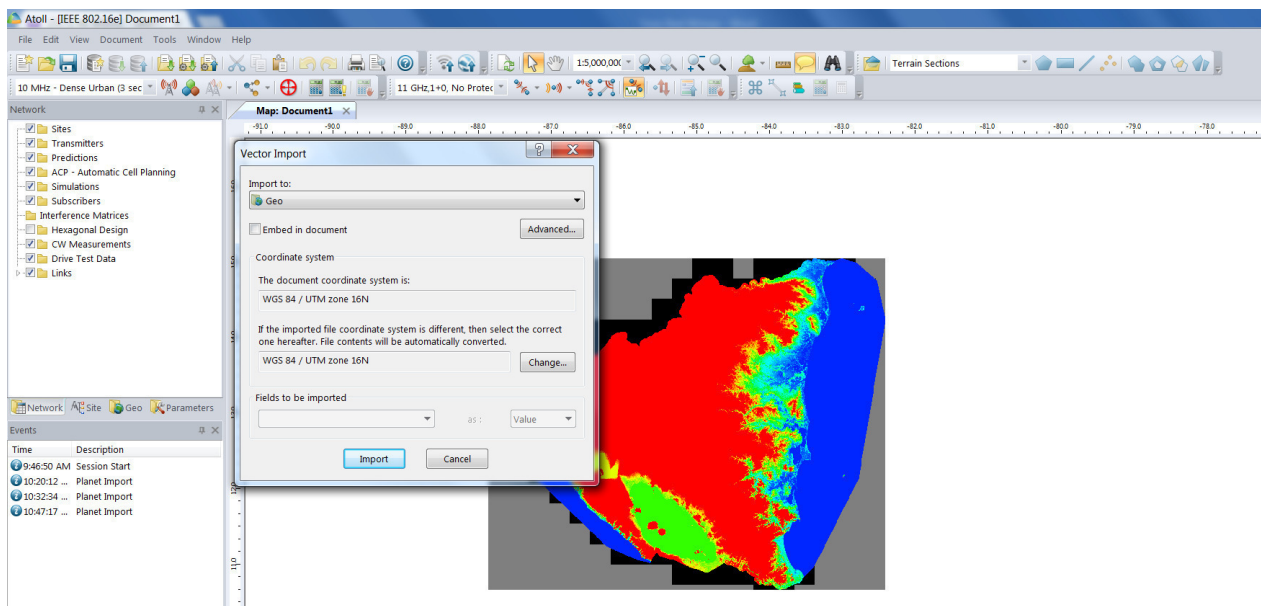 Atoll - [IEEE 802.16e] Document1
File Edit View Document Tools Window Help
1:5,000,00( Terrain Sections
10 MHz - Dense Urban (3 sec 11 GHz,1+0, No Protec
Network
Map: Document1
-91.0 -90.0 -89.0 -88.0 -87.0 -86.0 -85.0 -84.0 -83.0 -82.0 -81.0 -80.0 -79.0 -78.0
Sites
Transmitters
Predictions
ACP - Automatic Cell Planning
Simulations
Subscribers
Interference Matrices
Hexagonal Design
CW Measurements
Drive Test Data
Links
Vector Import
Import to:
Geo
Embed in document
Advanced...
Coordinate system
The document coordinate system is:
WGS 84 / UTM zone 16N
If the imported file coordinate system is different, then select the correct
one hereafter. File contents will be automatically converted.
WGS 84 / UTM zone 16N
Change...
Fields to be imported
as :
Value
Import
Cancel
Network Site Geo Parameters
Events
Time Description
9:46:50 AM Session Start
10:20:12 ... Planet Import
10:32:34 ... Planet Import
10:47:17 ... Planet Import
11.0